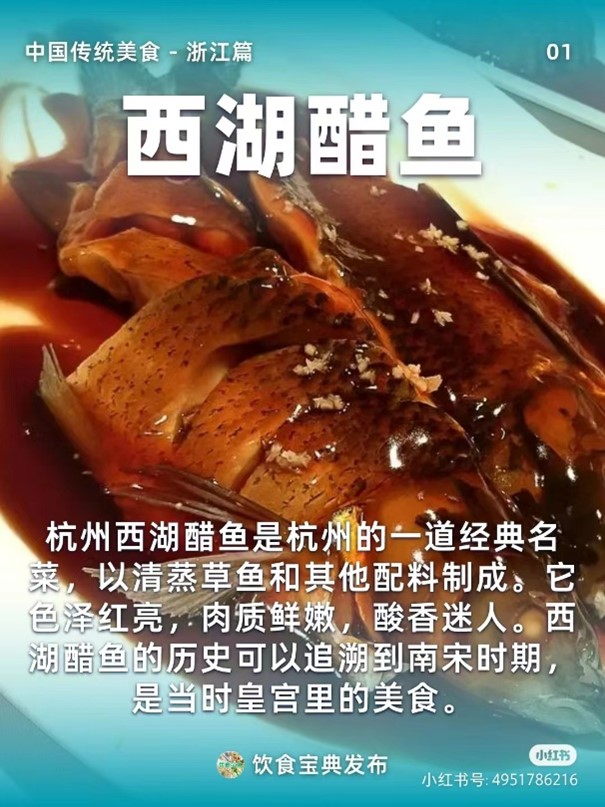 中国传统美食 - 浙江篇
01
西湖醋鱼
杭州西湖醋鱼是杭州的一道经典名
菜，以清蒸草鱼和其他配料制成。它
色泽红亮，肉质鲜嫩，酸香迷人。西
湖醋鱼的历史可以追溯到南宋时期，
是当时皇宫里的美食。
饮食宝典发布
小红书
小红书号: 4951786216